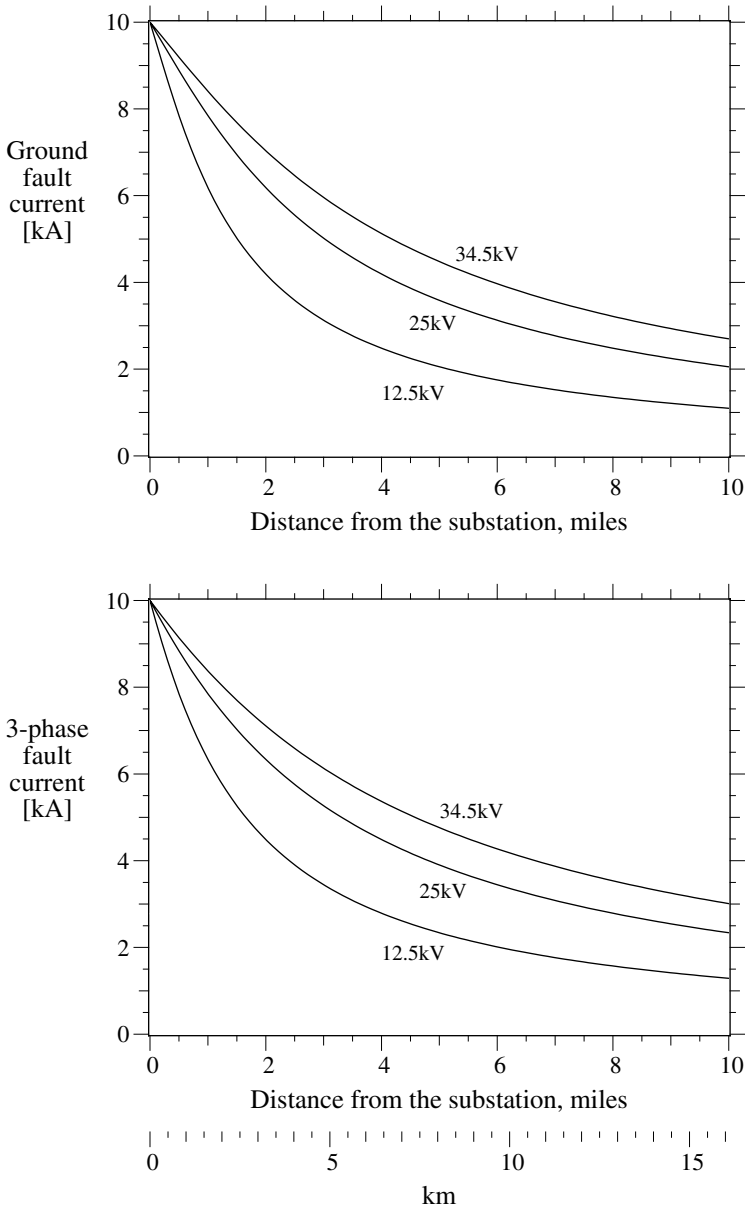 10
8
6
4
2
0
Ground
fault
current
[kA]
34.5kV
25kV
12.5kV
0 2 4 6 8 10
Distance from the substation, miles
10
8
6
4
2
0
3-phase
fault
current
[kA]
34.5kV
25kV
12.5kV
0 2 4 6 8 10
Distance from the substation, miles
0 5 10 15
km